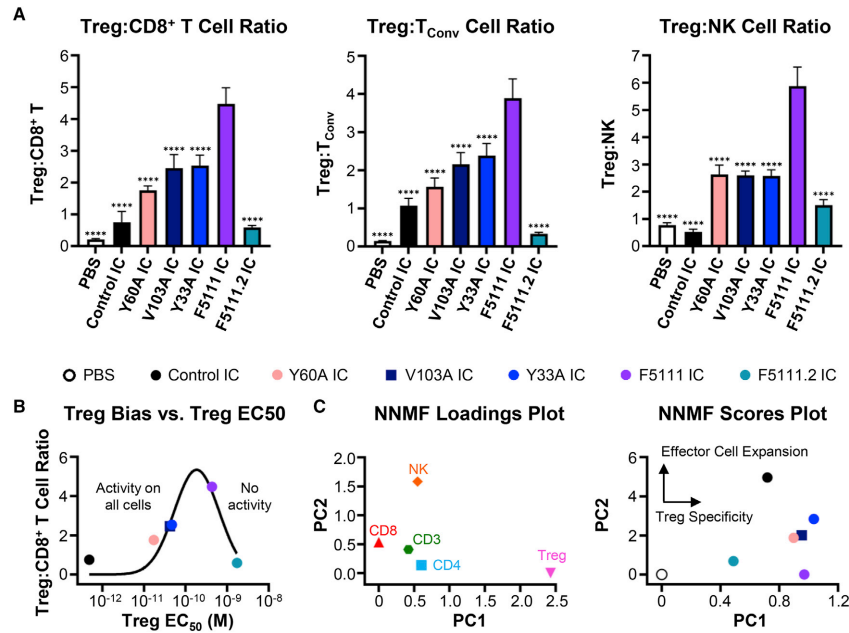 A
Treg:CD8⁺ T Cell Ratio
Treg:CD8⁺ T
6
5
4
3
2
1
0
****
****
****
****
****
****
PBS
Control IC
Y60A IC
V103A IC
Y33A IC
F5111 IC
F5111.2 IC
Treg:T_Conv Cell Ratio
Treg:T_Conv
5
4
3
2
1
0
****
****
****
****
****
****
PBS
Control IC
Y60A IC
V103A IC
Y33A IC
F5111 IC
F5111.2 IC
Treg:NK Cell Ratio
Treg:NK
7
6
5
4
3
2
1
0
****
****
****
****
****
****
PBS
Control IC
Y60A IC
V103A IC
Y33A IC
F5111 IC
F5111.2 IC
PBS Control IC Y60A IC V103A IC Y33A IC F5111 IC F5111.2 IC
B
Treg Bias vs. Treg EC50
Treg:CD8⁺ T Cell Ratio
6
4
2
0
Activity on
all cells
No
activity
10⁻¹² 10⁻¹¹ 10⁻¹⁰ 10⁻⁹ 10⁻⁸
Treg EC₅₀ (M)
C
NNMF Loadings Plot
PC2
2.0
1.5
1.0
0.5
0.0
NK
CD8
CD3
CD4
Treg
0 0.5 1.0 1.5 2.0 2.5
PC1
NNMF Scores Plot
PC2
6
4
2
0
Effector Cell Expansion
Treg Specificity
0 0.4 0.8 1.2
PC1